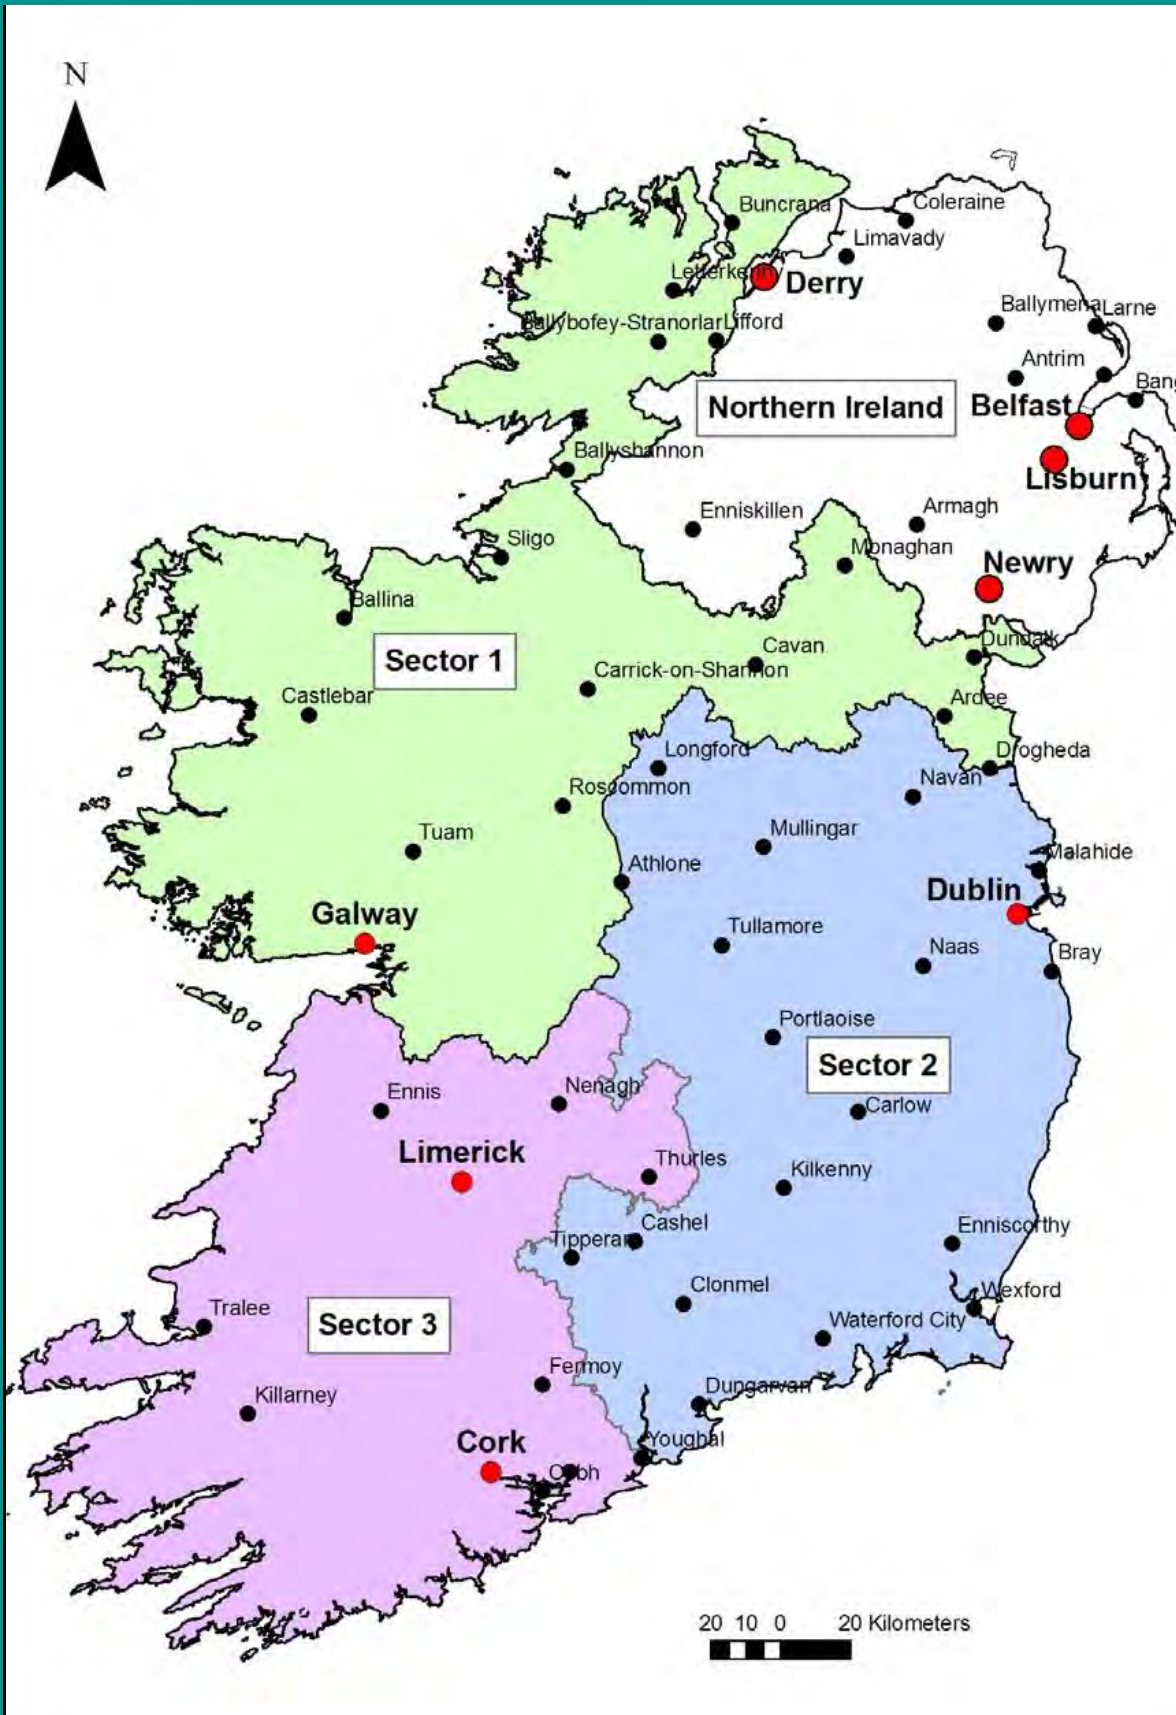 N
Buncrana
Coleraine
Limavady
Letterkenny
Derry
Ballymena
Larne
Ballybofey-Stranorlar
Lifford
Antrim
Northern Ireland
Belfast
Bang
Ballyshannon
Lisburn
Enniskillen
Armagh
Sligo
Monaghan
Newry
Ballina
Dundalk
Sector 1
Cavan
Carrick-on-Shannon
Castlebar
Ardee
Longford
Drogheda
Navan
Roscommon
Mullingar
Tuam
Malahide
Athlone
Dublin
Galway
Tullamore
Naas
Bray
Portlaoise
Sector 2
Ennis
Nenagh
Carlow
Limerick
Thurles
Kilkenny
Cashel
Enniscorthy
Tipperary
Clonmel
Wexford
Tralee
Sector 3
Waterford City
Fermoy
Dungarvan
Killarney
Cork
Youghal
Cobh
20 10 0 20 Kilometers